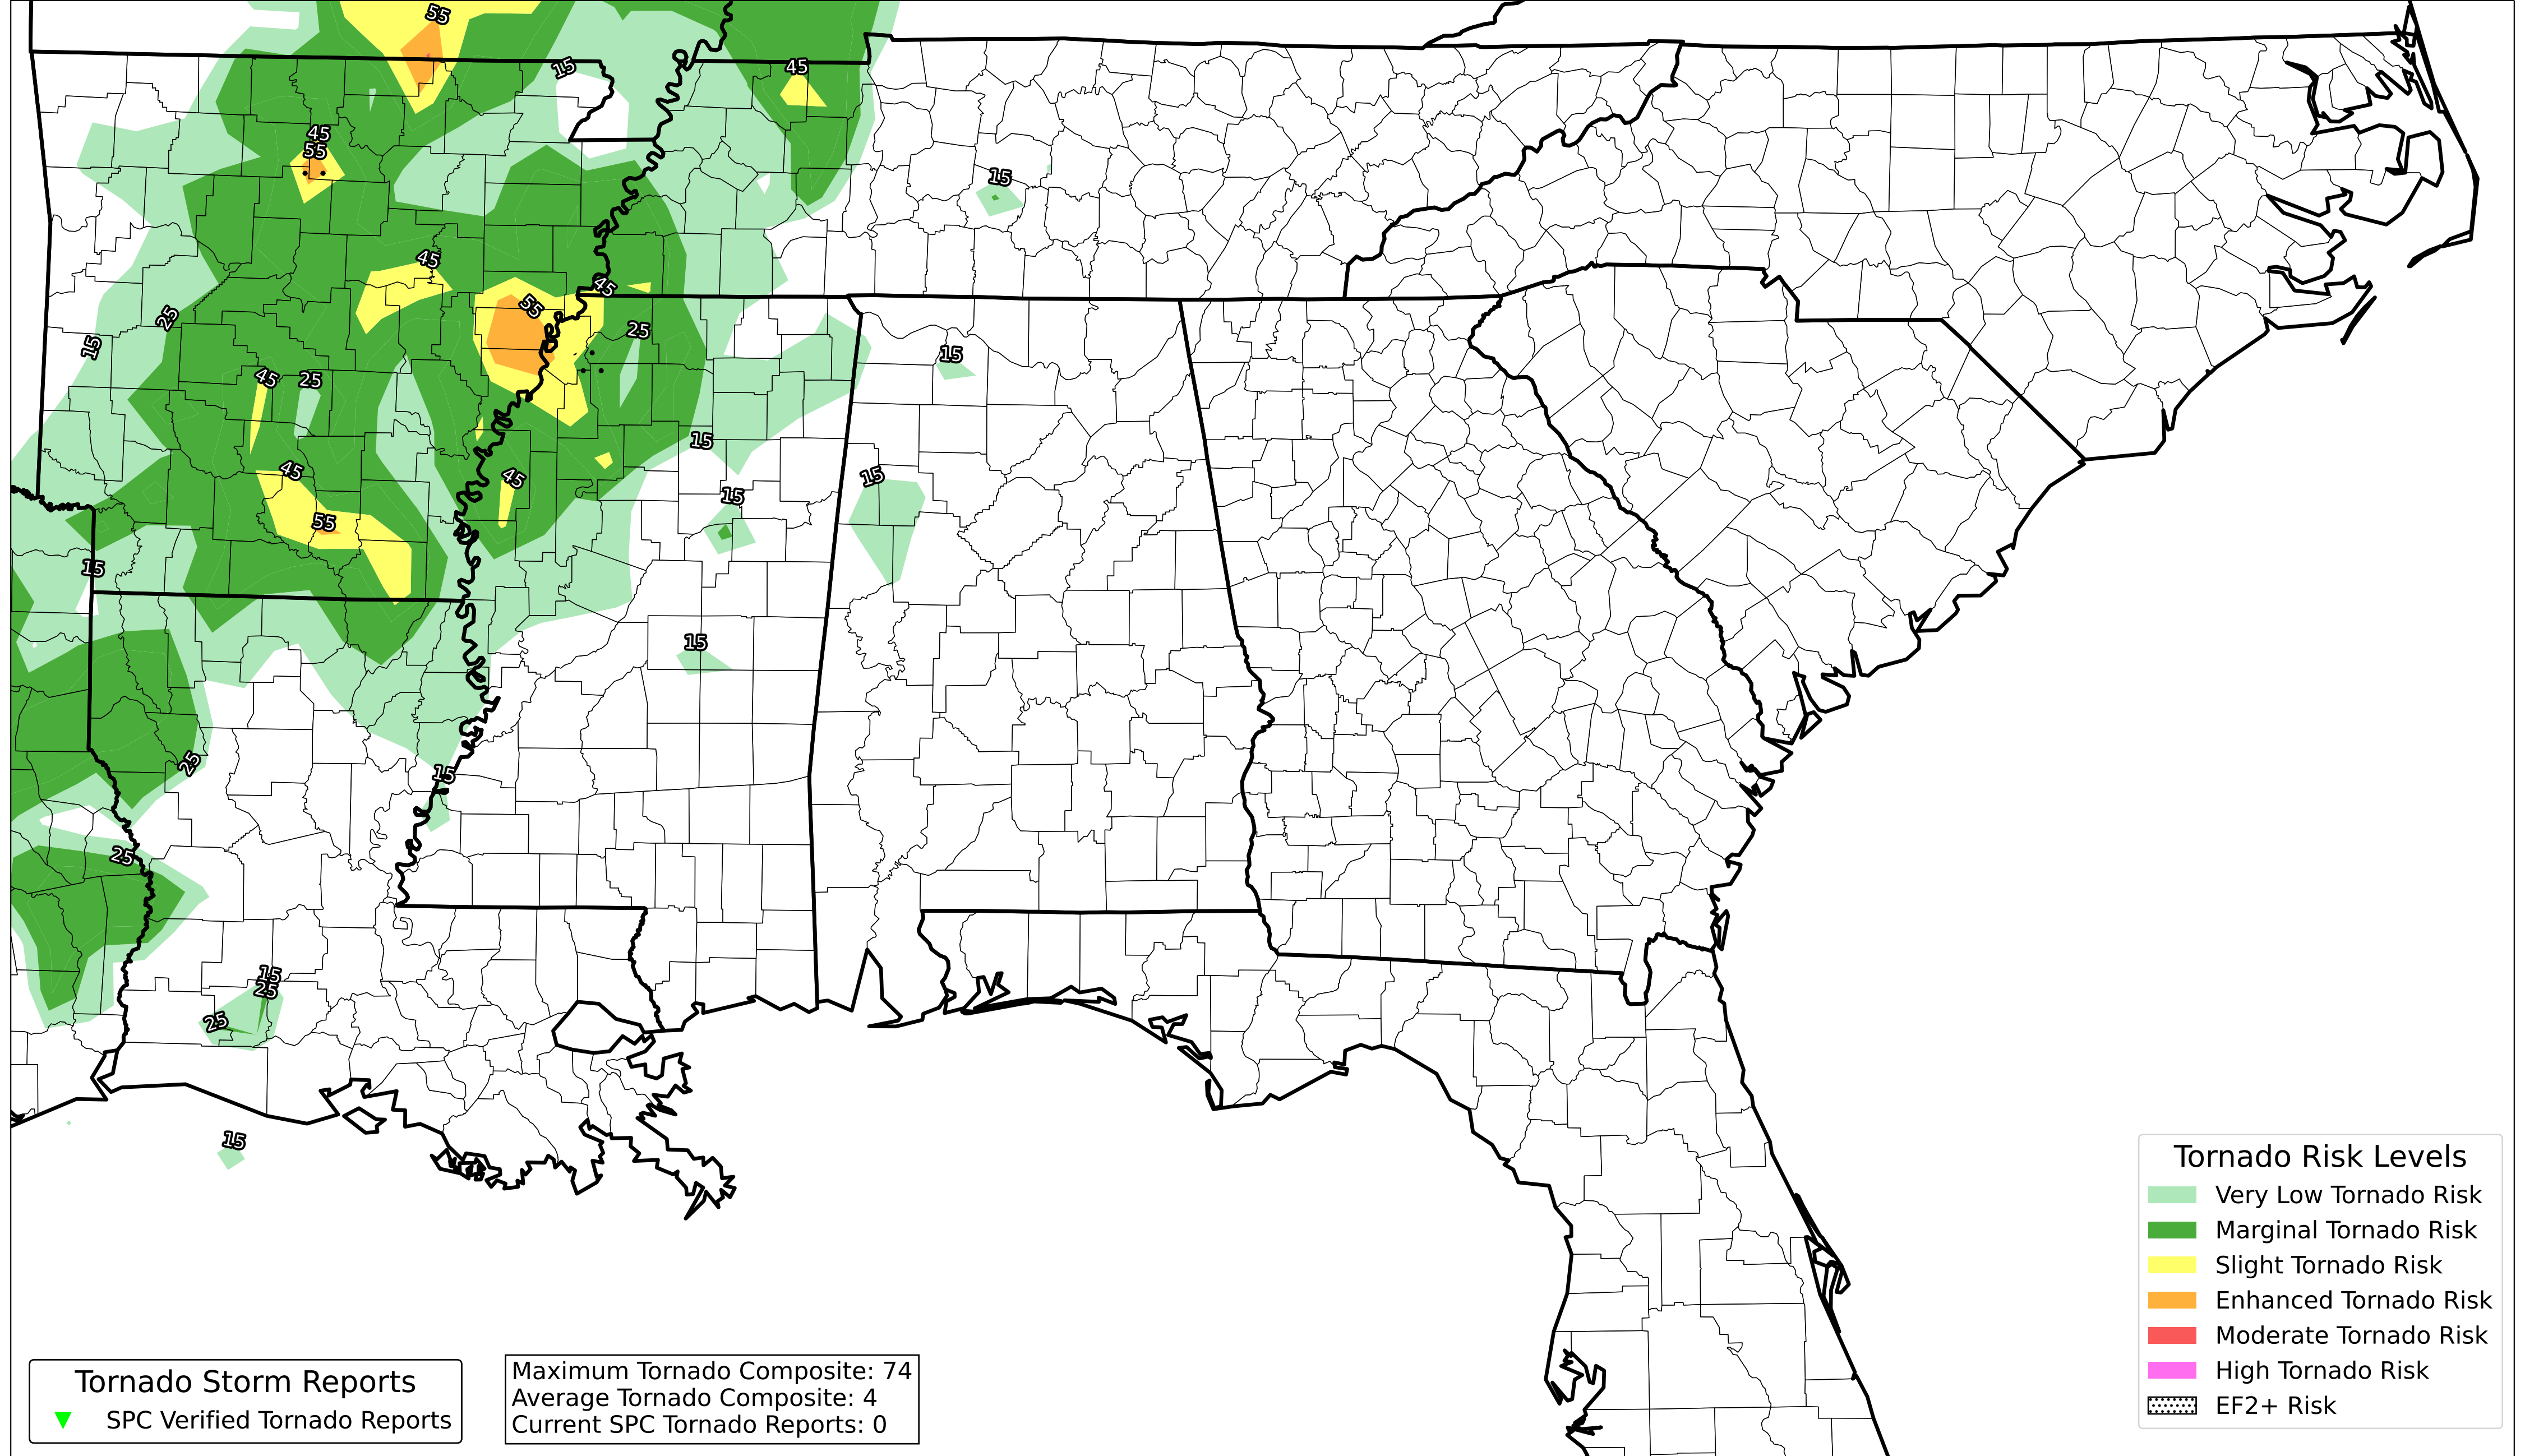 55
15
45
45
55
15
45
45
55
25
25
15
15
45
25
15
45
45
15
15
55
15
15
25
15
25
15
25
25
15
Tornado Risk Levels
Very Low Tornado Risk
Marginal Tornado Risk
Slight Tornado Risk
Enhanced Tornado Risk
Moderate Tornado Risk
High Tornado Risk
EF2+ Risk
Tornado Storm Reports
SPC Verified Tornado Reports
Maximum Tornado Composite: 74
Average Tornado Composite: 4
Current SPC Tornado Reports: 0